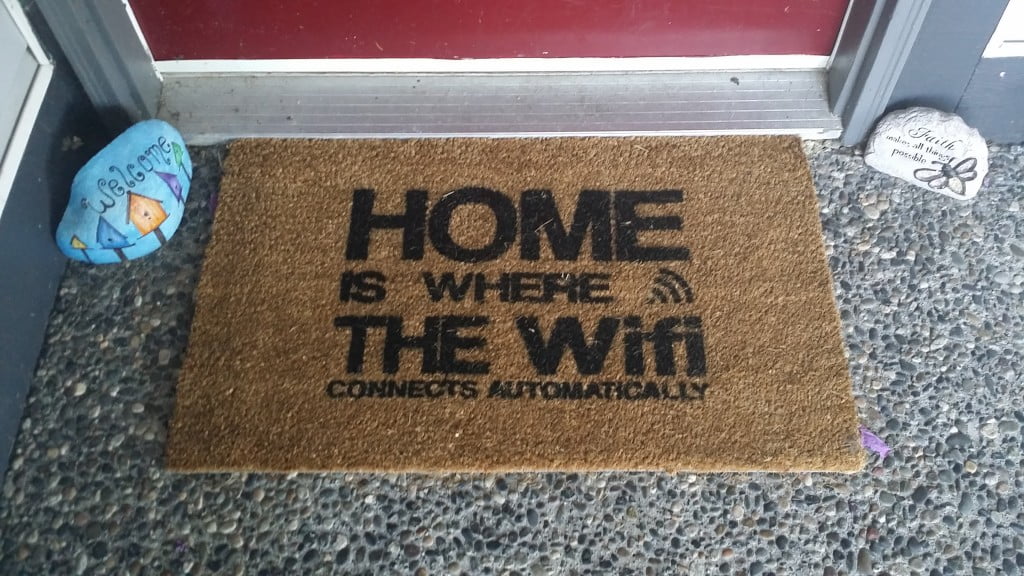 Welcome
Faith
makes all things
possible
HOME
IS WHERE
THE Wifi
CONNECTS AUTOMATICALLY